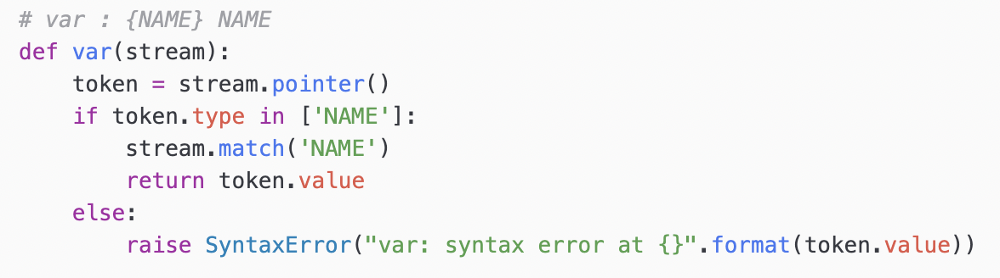 # var : {NAME} NAME
def var(stream):
    token = stream.pointer()
    if token.type in ['NAME']:
        stream.match('NAME')
        return token.value
    else:
        raise SyntaxError("var: syntax error at {}".format(token.value))